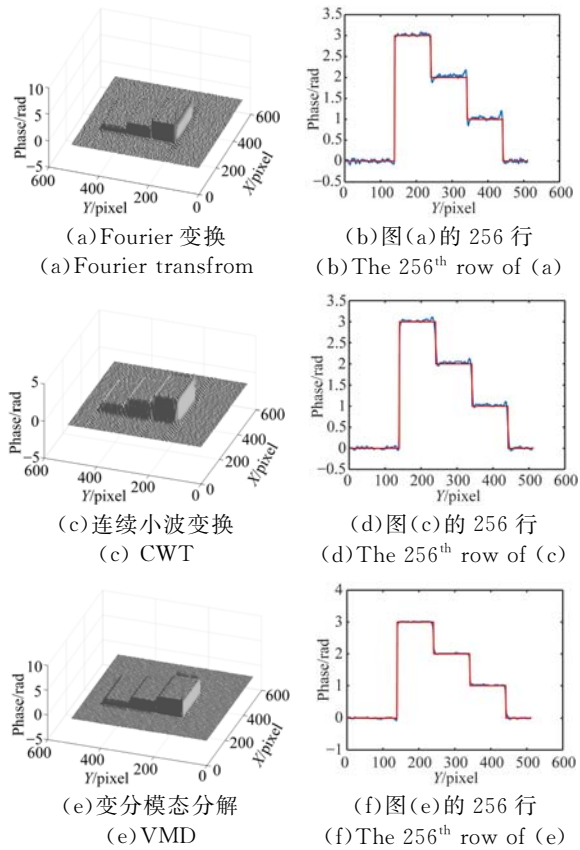 10
5
0
−5
Phase/rad
600
400
200
0
Y/pixel
0
200
400
600
X/pixel
3.5
3
2.5
2
1.5
1
0.5
0
−0.5
Phase/rad
0 100 200 300 400 500 600
Y/pixel
(a)Fourier 变换
(b)图(a)的 256 行
(a)Fourier transfrom
(b)The 256th row of (a)
5
0
−5
Phase/rad
600
400
200
0
Y/pixel
0
200
400
600
X/pixel
3.5
3
2.5
2
1.5
1
0.5
0
−0.5
Phase/rad
0 100 200 300 400 500 600
Y/pixel
(c)连续小波变换
(d)图(c)的 256 行
(c) CWT
(d)The 256th row of (c)
10
5
0
−5
Phase/rad
600
400
200
0
Y/pixel
0
200
400
600
X/pixel
4
3
2
1
0
−1
Phase/rad
0 100 200 300 400 500 600
Y/pixel
(e)变分模态分解
(f)图(e)的 256 行
(e)VMD
(f)The 256th row of (e)